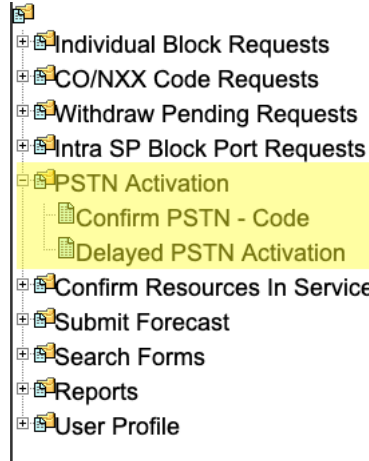 Individual Block Requests
CO/NXX Code Requests
Withdraw Pending Requests
Intra SP Block Port Requests
PSTN Activation
Confirm PSTN - Code
Delayed PSTN Activation
Confirm Resources In Service
Submit Forecast
Search Forms
Reports
User Profile